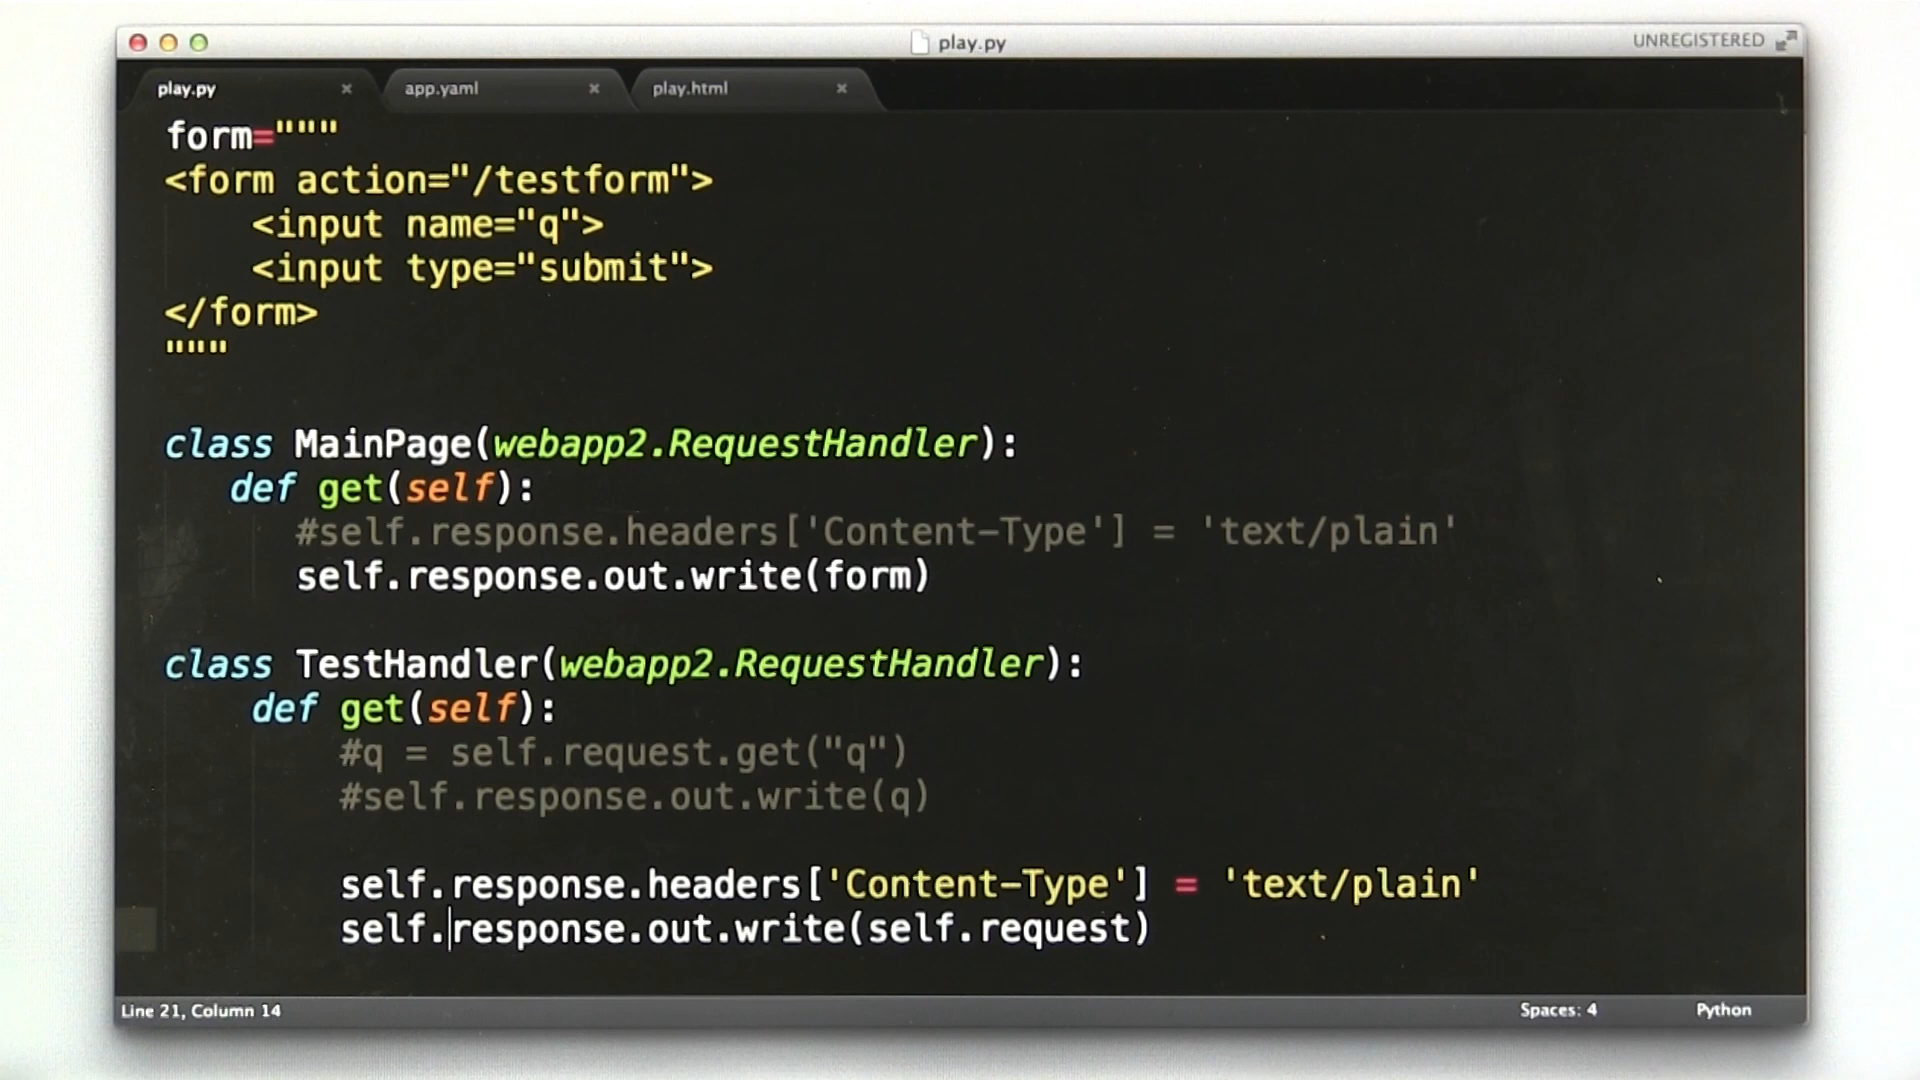 play.py
UNREGISTERED
play.py
app.yaml
play.html
form="""
<form action="/testform">
    <input name="q">
    <input type="submit">
</form>
"""
class MainPage(webapp2.RequestHandler):
   def get(self):
      #self.response.headers['Content-Type'] = 'text/plain'
      self.response.out.write(form)
class TestHandler(webapp2.RequestHandler):
    def get(self):
        #q = self.request.get("q")
        #self.response.out.write(q)
        self.response.headers['Content-Type'] = 'text/plain'
        self.response.out.write(self.request)
Line 21, Column 14
Spaces: 4
Python